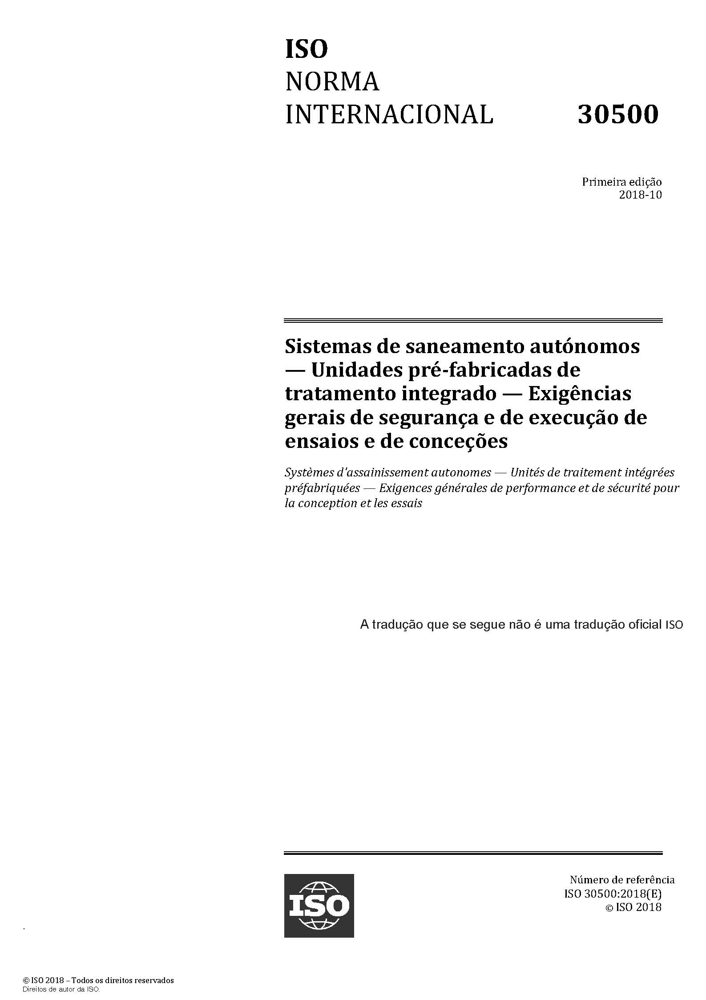 ISO
NORMA
INTERNACIONAL 30500
Primeira edição
2018-10
Sistemas de saneamento autónomos
— Unidades pré-fabricadas de
tratamento integrado — Exigências
gerais de segurança e de execução de
ensaios e de conceções
Systèmes d'assainissement autonomes — Unités de traitement intégrées
préfabriquées — Exigences générales de performance et de sécurité pour
la conception et les essais
A tradução que se segue não é uma tradução oficial ISO
ISO
Número de referência
ISO 30500:2018(E)
© ISO 2018
.
© ISO 2018 – Todos os direitos reservados
Direitos de autor da ISO.